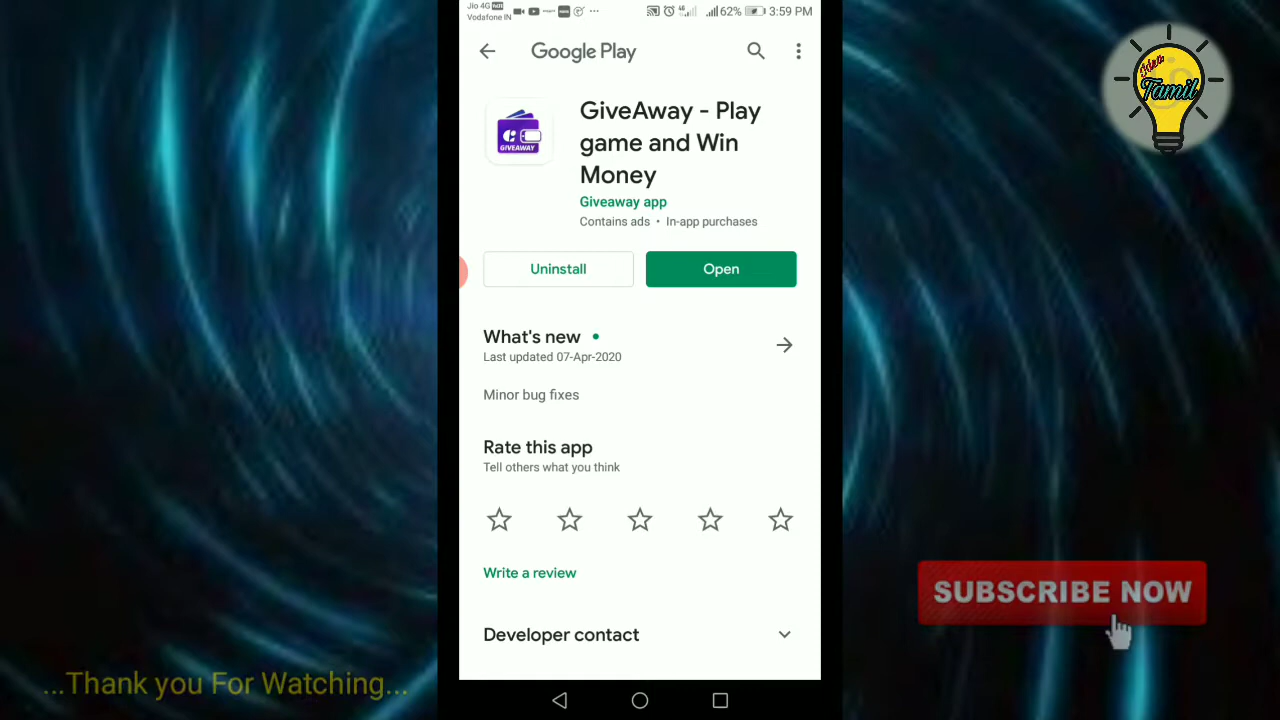 Jio 4G
Vodafone IN
62%
3:59 PM
Google Play
GiveAway - Play
game and Win
Money
GIVEAWAY
Giveaway app
Contains ads • In-app purchases
Uninstall
Open
What's new
Last updated 07-Apr-2020
Minor bug fixes
Rate this app
Tell others what you think
Write a review
Developer contact
Idea
Tamil
SUBSCRIBE NOW
...Thank you For Watching...